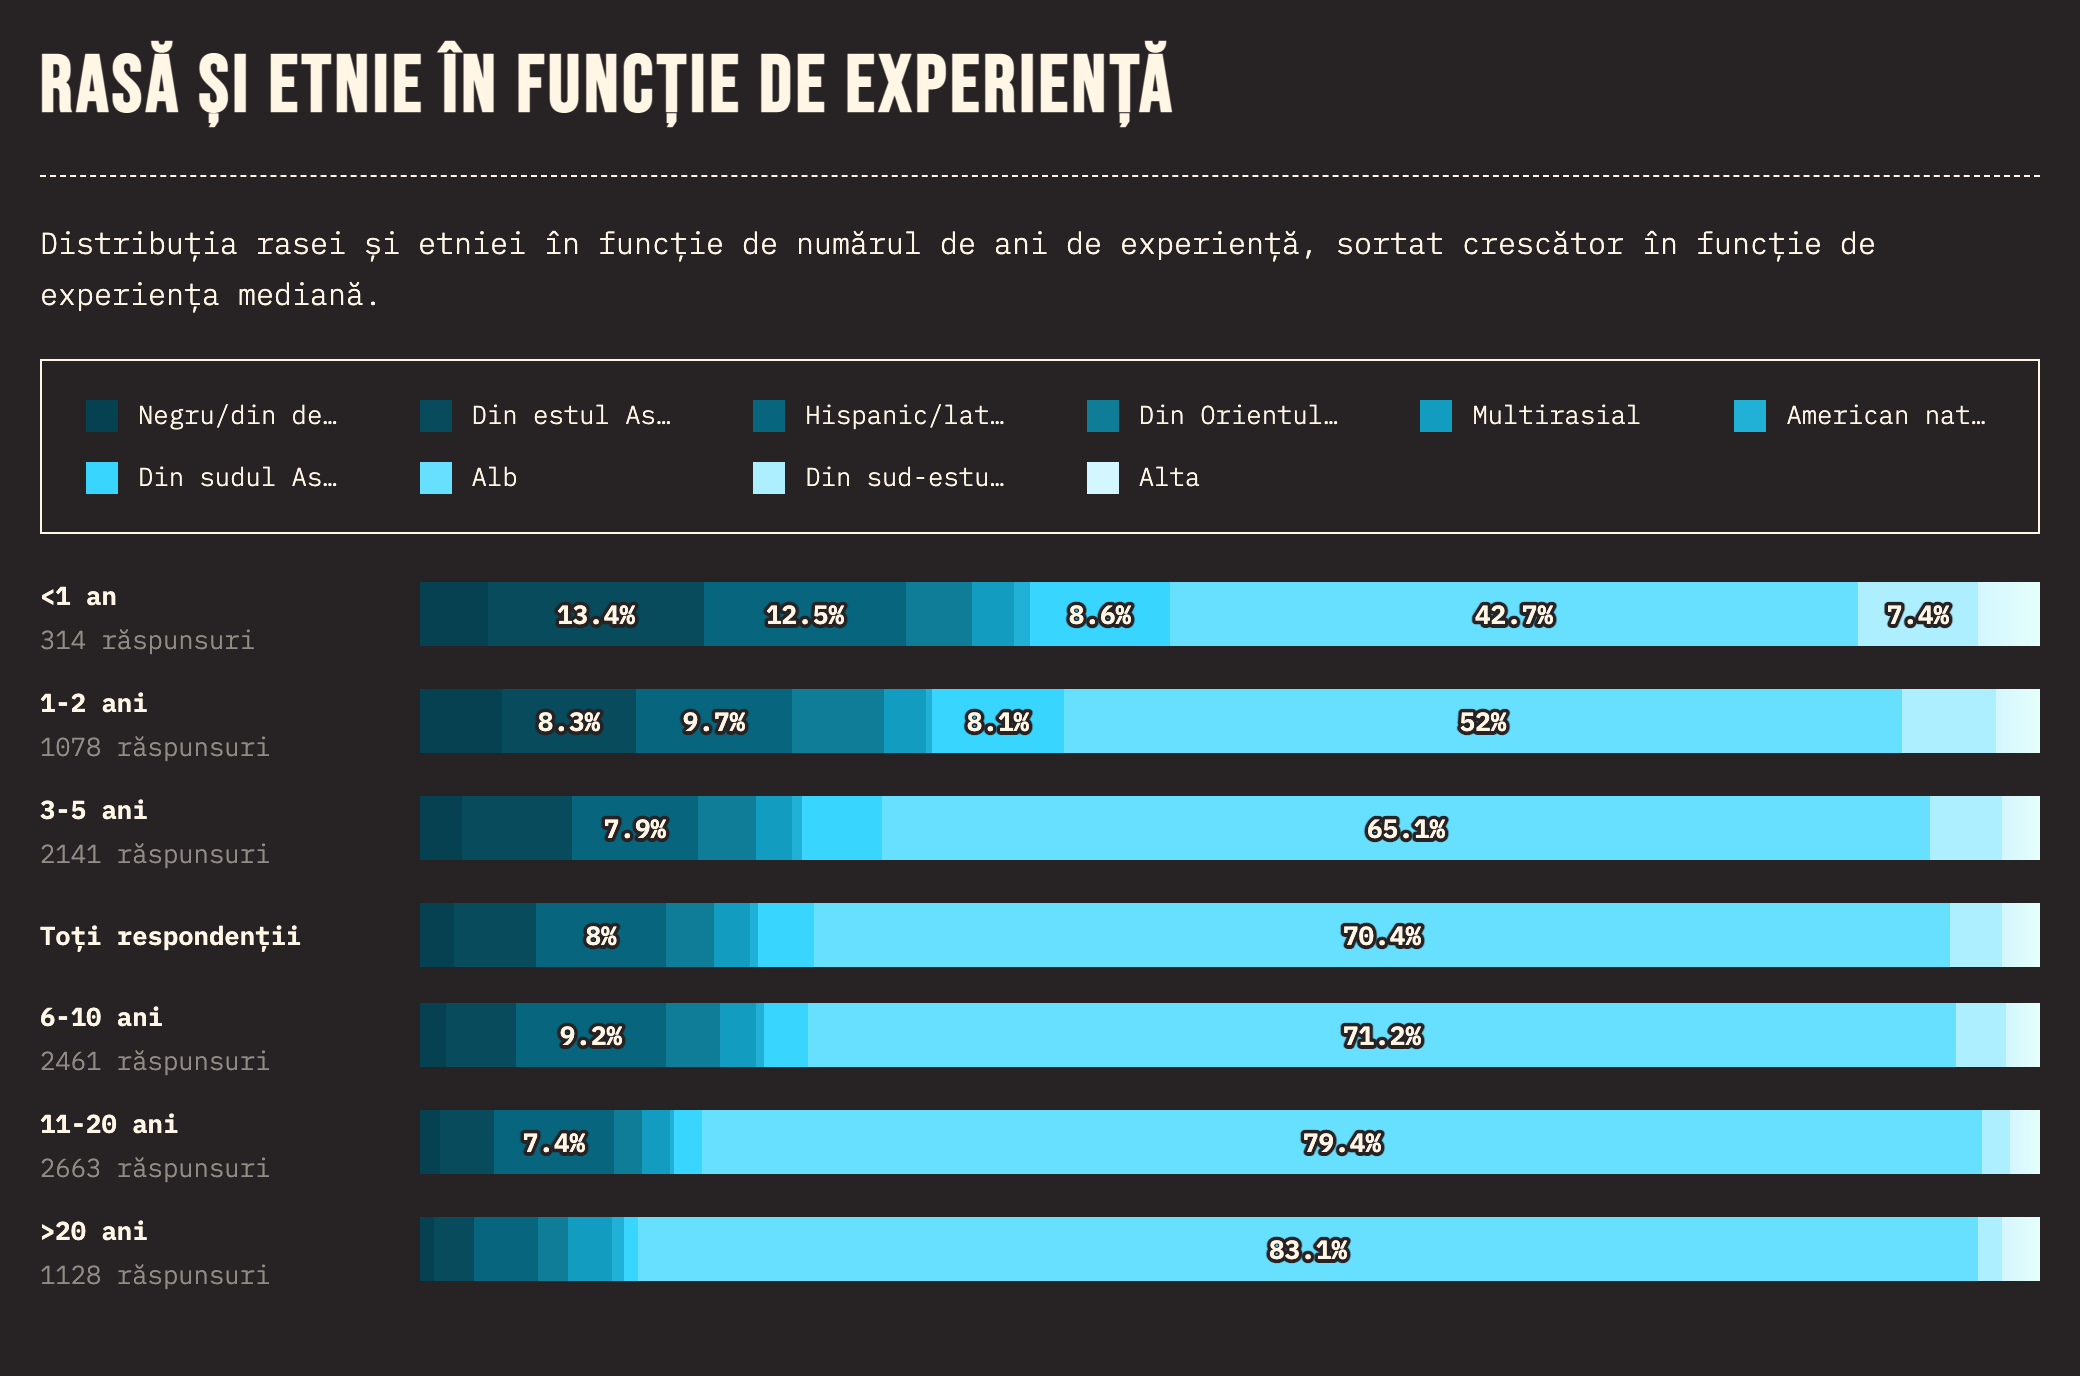 RASĂ ȘI ETNIE ÎN FUNCȚIE DE EXPERIENȚĂ
Distribuția rasei și etniei în funcție de numărul de ani de experiență, sortat crescător în funcție de
experiența mediană.
Negru/din de… Din estul As… Hispanic/lat… Din Orientul… Multirasial American nat…
Din sudul As… Alb Din sud-estu… Alta
<1 an
13.4% 12.5% 8.6% 42.7% 7.4%
314 răspunsuri
1-2 ani
8.3% 9.7% 8.1% 52%
1078 răspunsuri
3-5 ani
7.9% 65.1%
2141 răspunsuri
Toți respondenții 8% 70.4%
6-10 ani
9.2% 71.2%
2461 răspunsuri
11-20 ani
7.4% 79.4%
2663 răspunsuri
>20 ani
83.1%
1128 răspunsuri